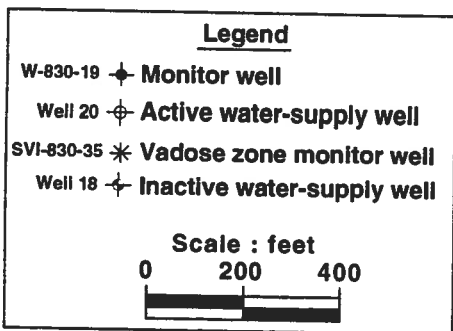 Legend
W-830-19 Monitor well
Well 20 Active water-supply well
SVI-830-35 Vadose zone monitor well
Well 18 Inactive water-supply well
Scale : feet
0 200 400